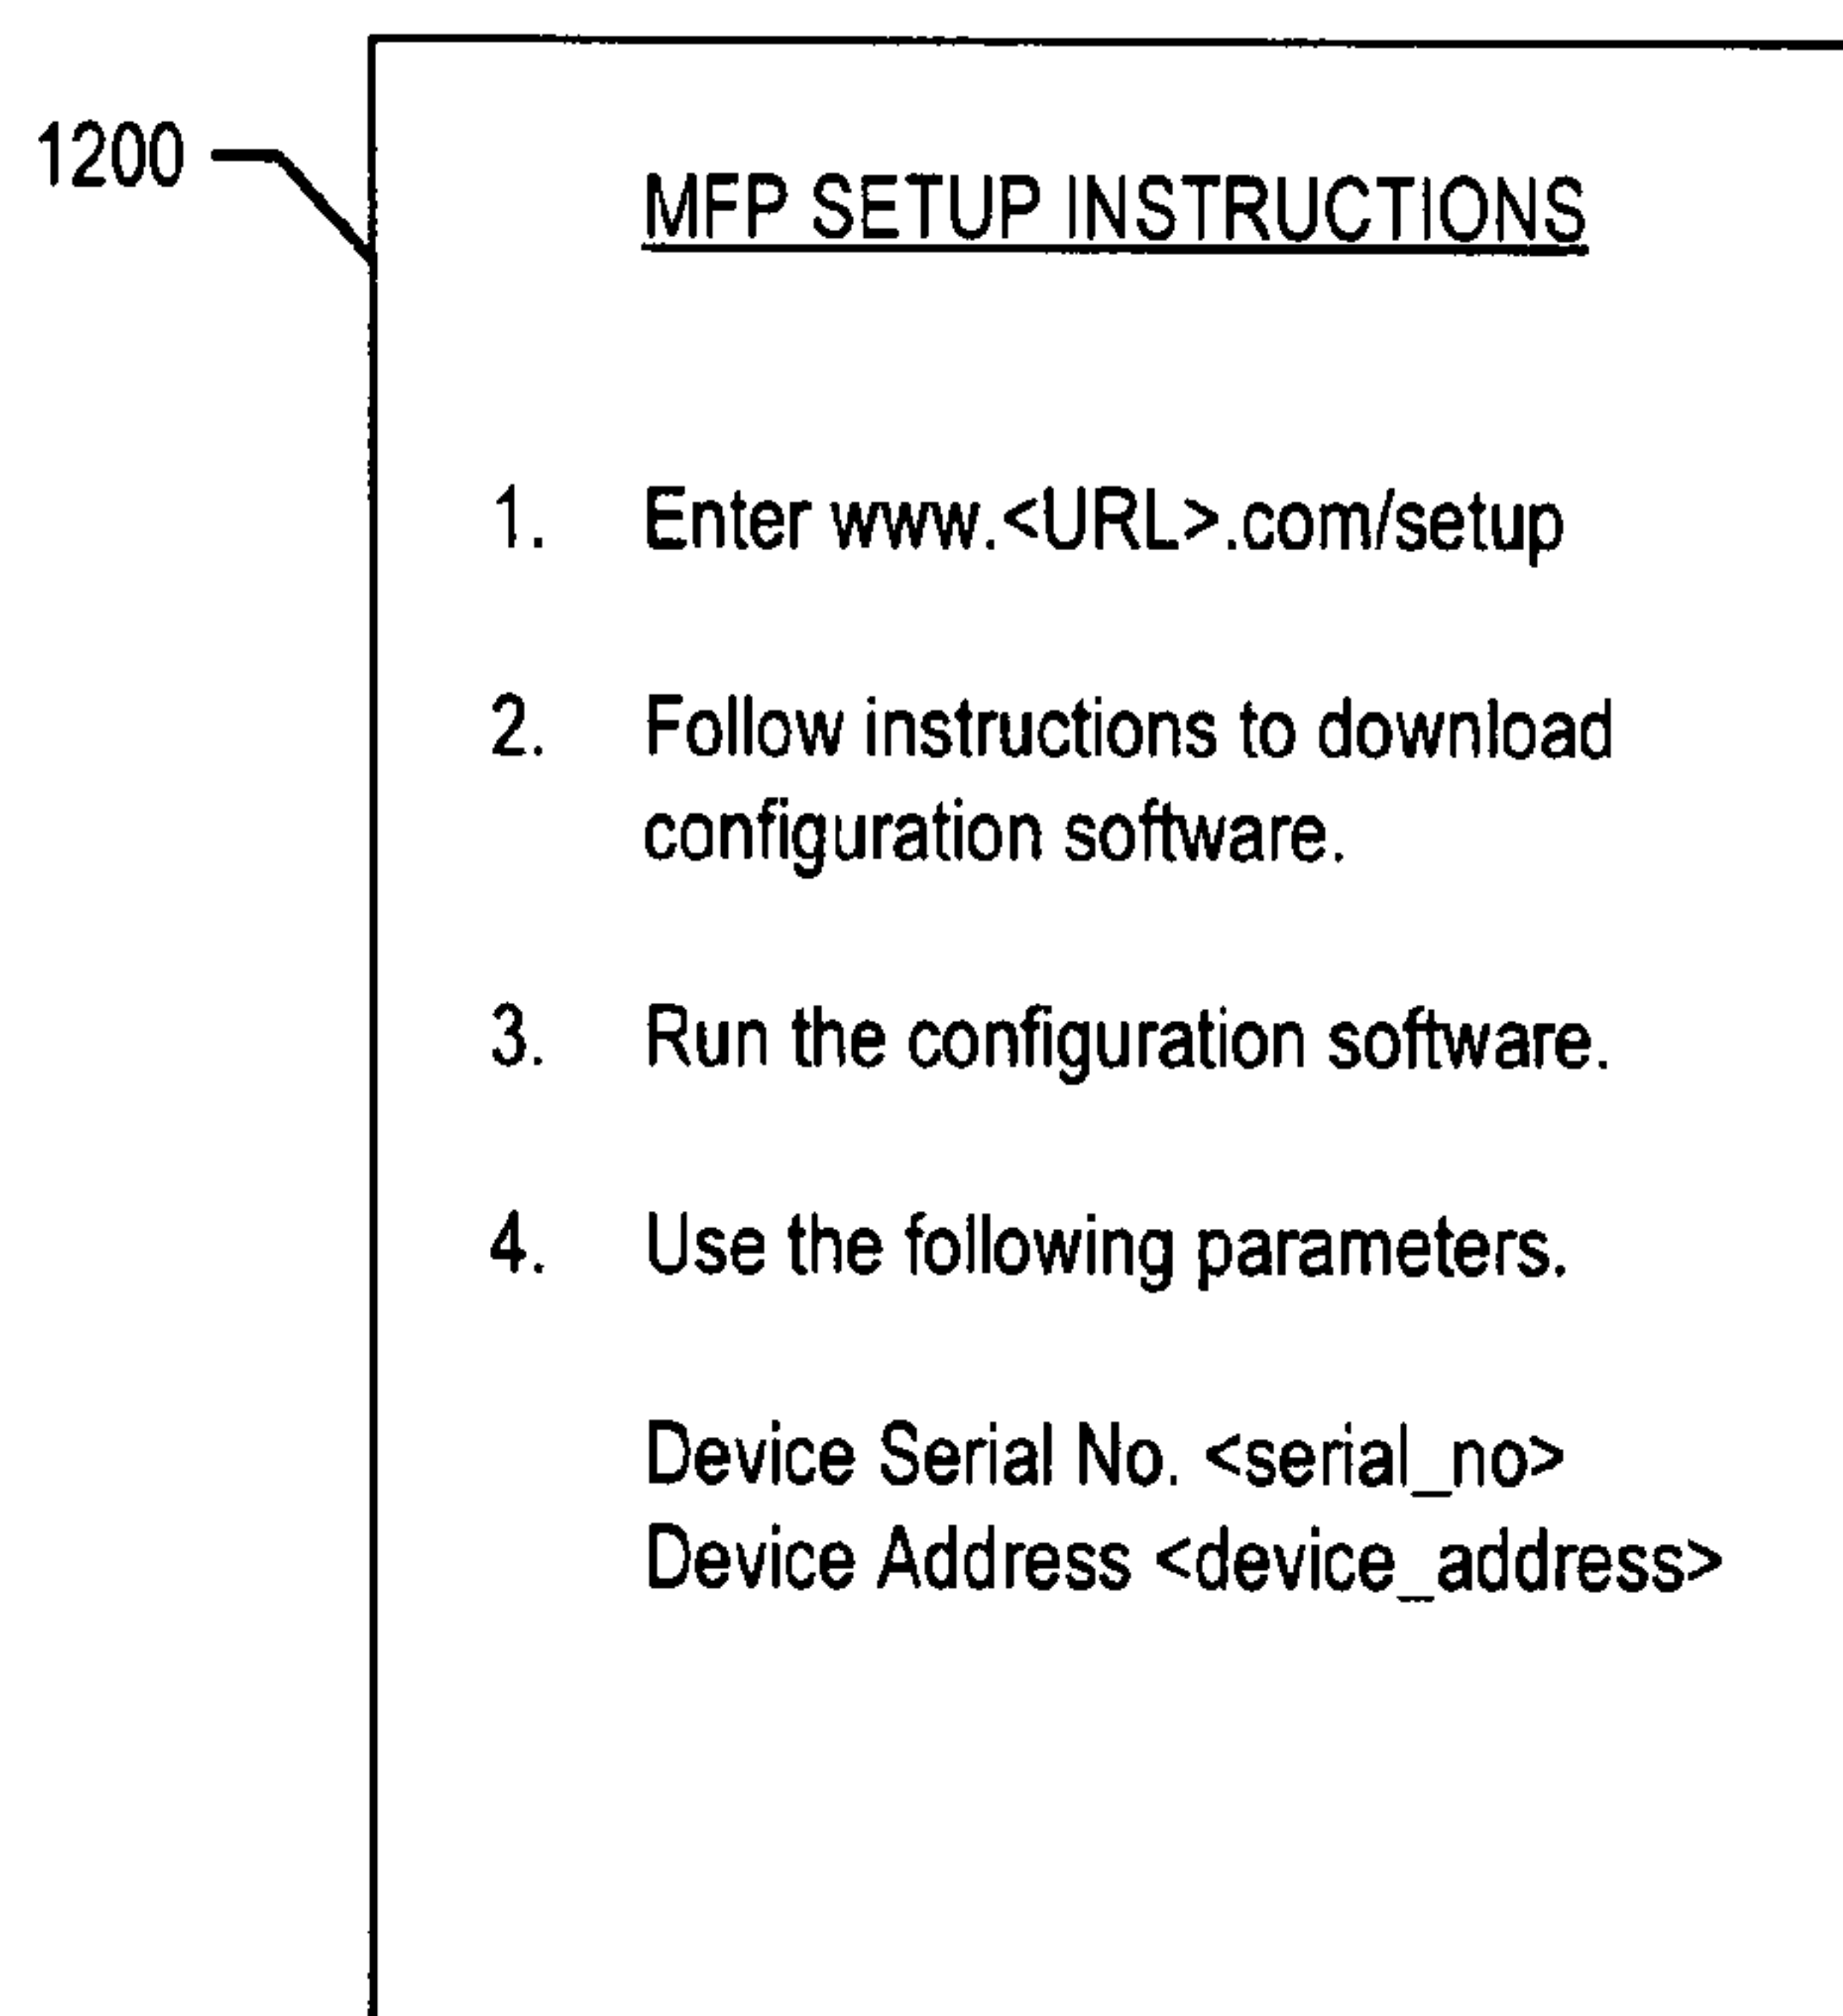 1200
MFP SETUP INSTRUCTIONS
1. Enter www.<URL>.com/setup
2. Follow instructions to download
configuration software.
3. Run the configuration software.
4. Use the following parameters.
Device Serial No. <serial_no>
Device Address <device_address>